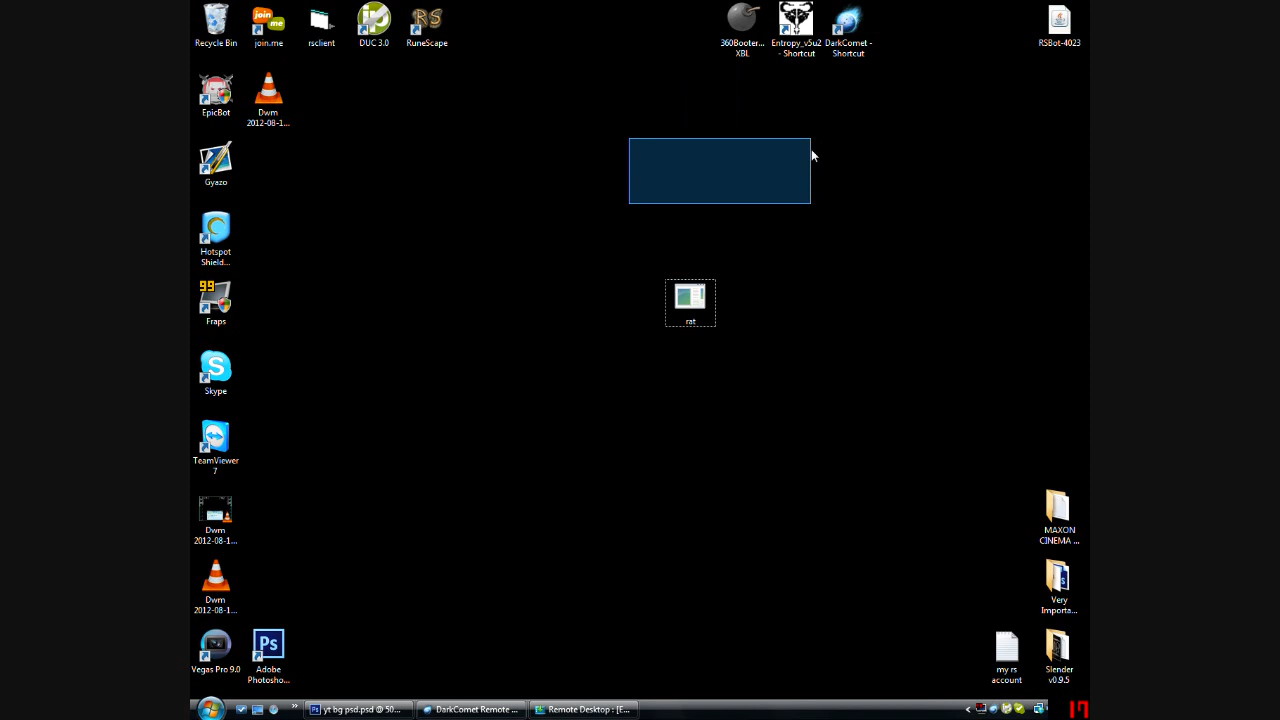 Recycle Bin
join.me
rsclient
DUC 3.0
RuneScape
360Booter...
XBL
Entropy_v5u2
- Shortcut
DarkComet -
Shortcut
RSBot-4023
EpicBot
Dwm
2012-08-1...
Gyazo
Hotspot
Shield...
99
Fraps
rat
Skype
TeamViewer
7
Dwm
2012-08-1...
MAXON
CINEMA ...
Dwm
2012-08-1...
Very
Importa...
Vegas Pro 9.0
Ps
Adobe
Photosho...
my rs
account
Slender
v0.9.5
yt bg psd.psd @ 50...
DarkComet Remote ...
Remote Desktop : [E...
17